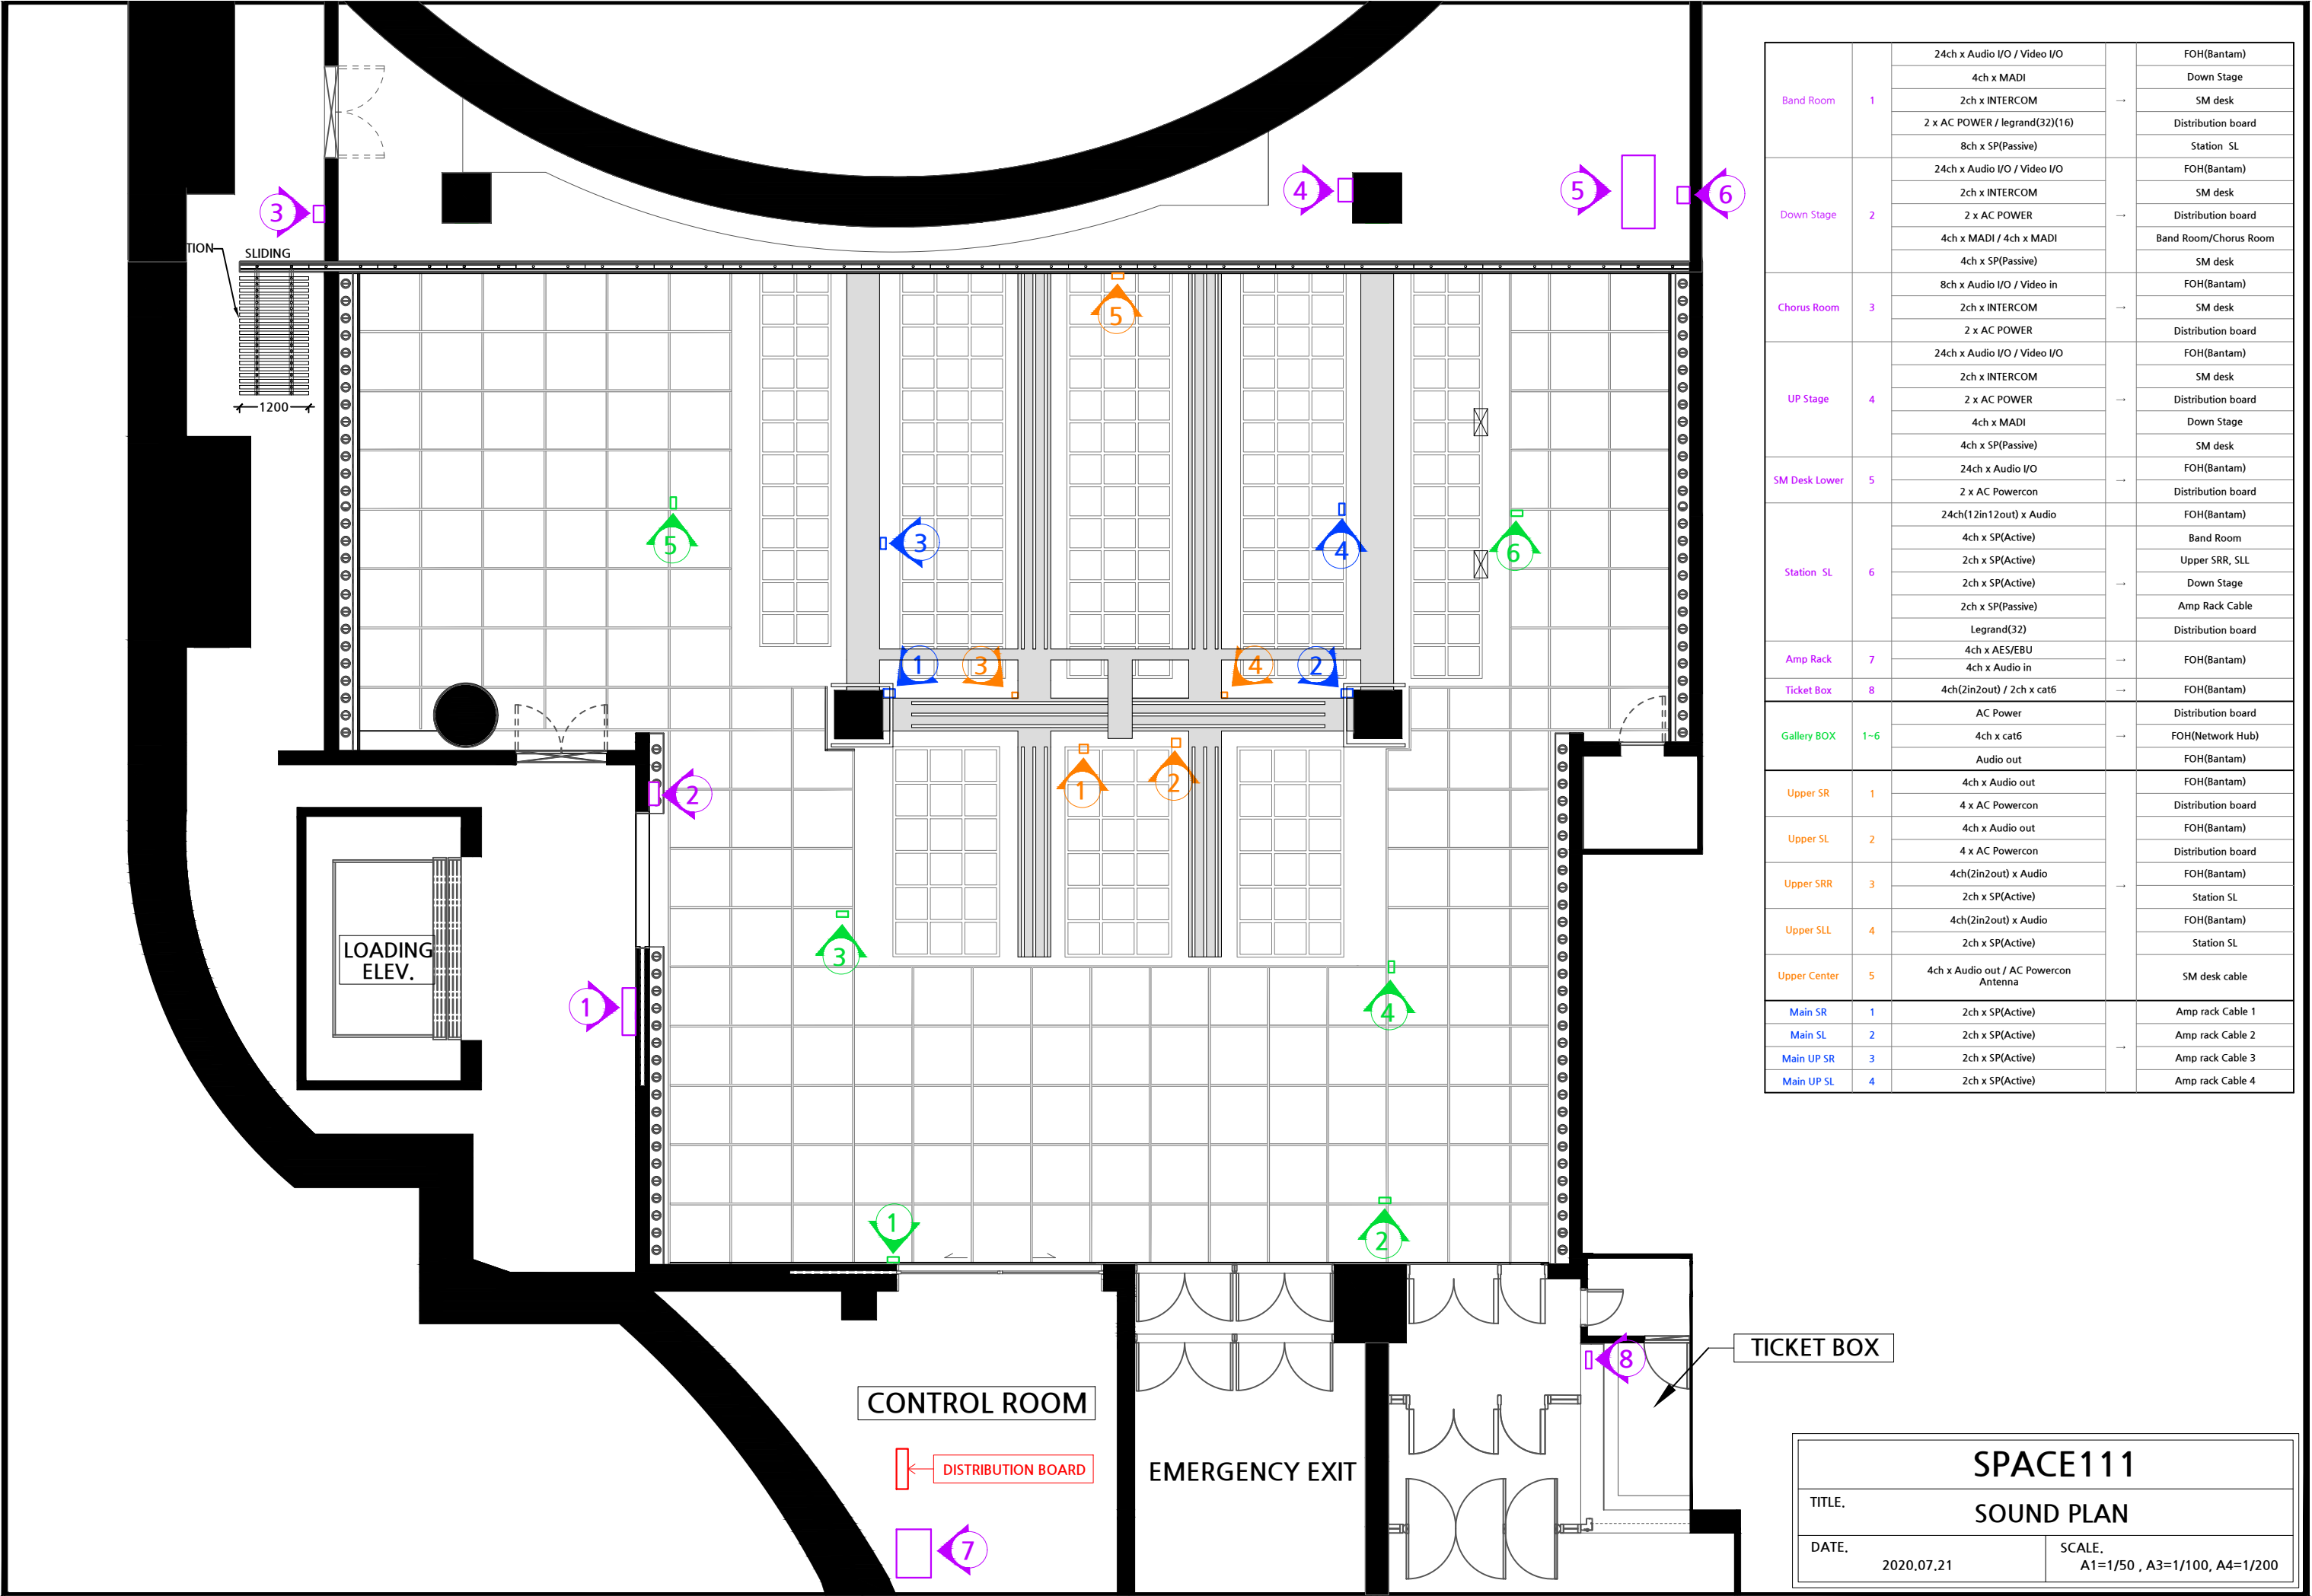 3
4
5
6
TION
SLIDING
1200
5
5
3
4
6
1
3
4
2
2
1
2
3
1
4
LOADING
ELEV.
1
2
8
TICKET BOX
CONTROL ROOM
DISTRIBUTION BOARD
EMERGENCY EXIT
7
Band Room 1 24ch x Audio I/O / Video I/O → FOH(Bantam)
4ch x MADI Down Stage
2ch x INTERCOM SM desk
2 x AC POWER / legrand(32)(16) Distribution board
8ch x SP(Passive) Station SL
Down Stage 2 24ch x Audio I/O / Video I/O → FOH(Bantam)
2ch x INTERCOM SM desk
2 x AC POWER Distribution board
4ch x MADI / 4ch x MADI Band Room/Chorus Room
4ch x SP(Passive) SM desk
Chorus Room 3 8ch x Audio I/O / Video in → FOH(Bantam)
2ch x INTERCOM SM desk
2 x AC POWER Distribution board
UP Stage 4 24ch x Audio I/O / Video I/O → FOH(Bantam)
2ch x INTERCOM SM desk
2 x AC POWER Distribution board
4ch x MADI Down Stage
4ch x SP(Passive) SM desk
SM Desk Lower 5 24ch x Audio I/O → FOH(Bantam)
2 x AC Powercon Distribution board
Station SL 6 24ch(12in12out) x Audio → FOH(Bantam)
4ch x SP(Active) Band Room
2ch x SP(Active) Upper SRR, SLL
2ch x SP(Active) Down Stage
2ch x SP(Passive) Amp Rack Cable
Legrand(32) Distribution board
Amp Rack 7 4ch x AES/EBU → FOH(Bantam)
4ch x Audio in
Ticket Box 8 4ch(2in2out) / 2ch x cat6 → FOH(Bantam)
Gallery BOX 1~6 AC Power → Distribution board
4ch x cat6 FOH(Network Hub)
Audio out FOH(Bantam)
Upper SR 1 4ch x Audio out → FOH(Bantam)
4 x AC Powercon Distribution board
Upper SL 2 4ch x Audio out FOH(Bantam)
4 x AC Powercon Distribution board
Upper SRR 3 4ch(2in2out) x Audio FOH(Bantam)
2ch x SP(Active) Station SL
Upper SLL 4 4ch(2in2out) x Audio FOH(Bantam)
2ch x SP(Active) Station SL
Upper Center 5 4ch x Audio out / AC Powercon SM desk cable
Antenna
Main SR 1 2ch x SP(Active) → Amp rack Cable 1
Main SL 2 2ch x SP(Active) Amp rack Cable 2
Main UP SR 3 2ch x SP(Active) Amp rack Cable 3
Main UP SL 4 2ch x SP(Active) Amp rack Cable 4
SPACE111
TITLE.
SOUND PLAN
DATE.
2020.07.21
SCALE.
A1=1/50 , A3=1/100, A4=1/200